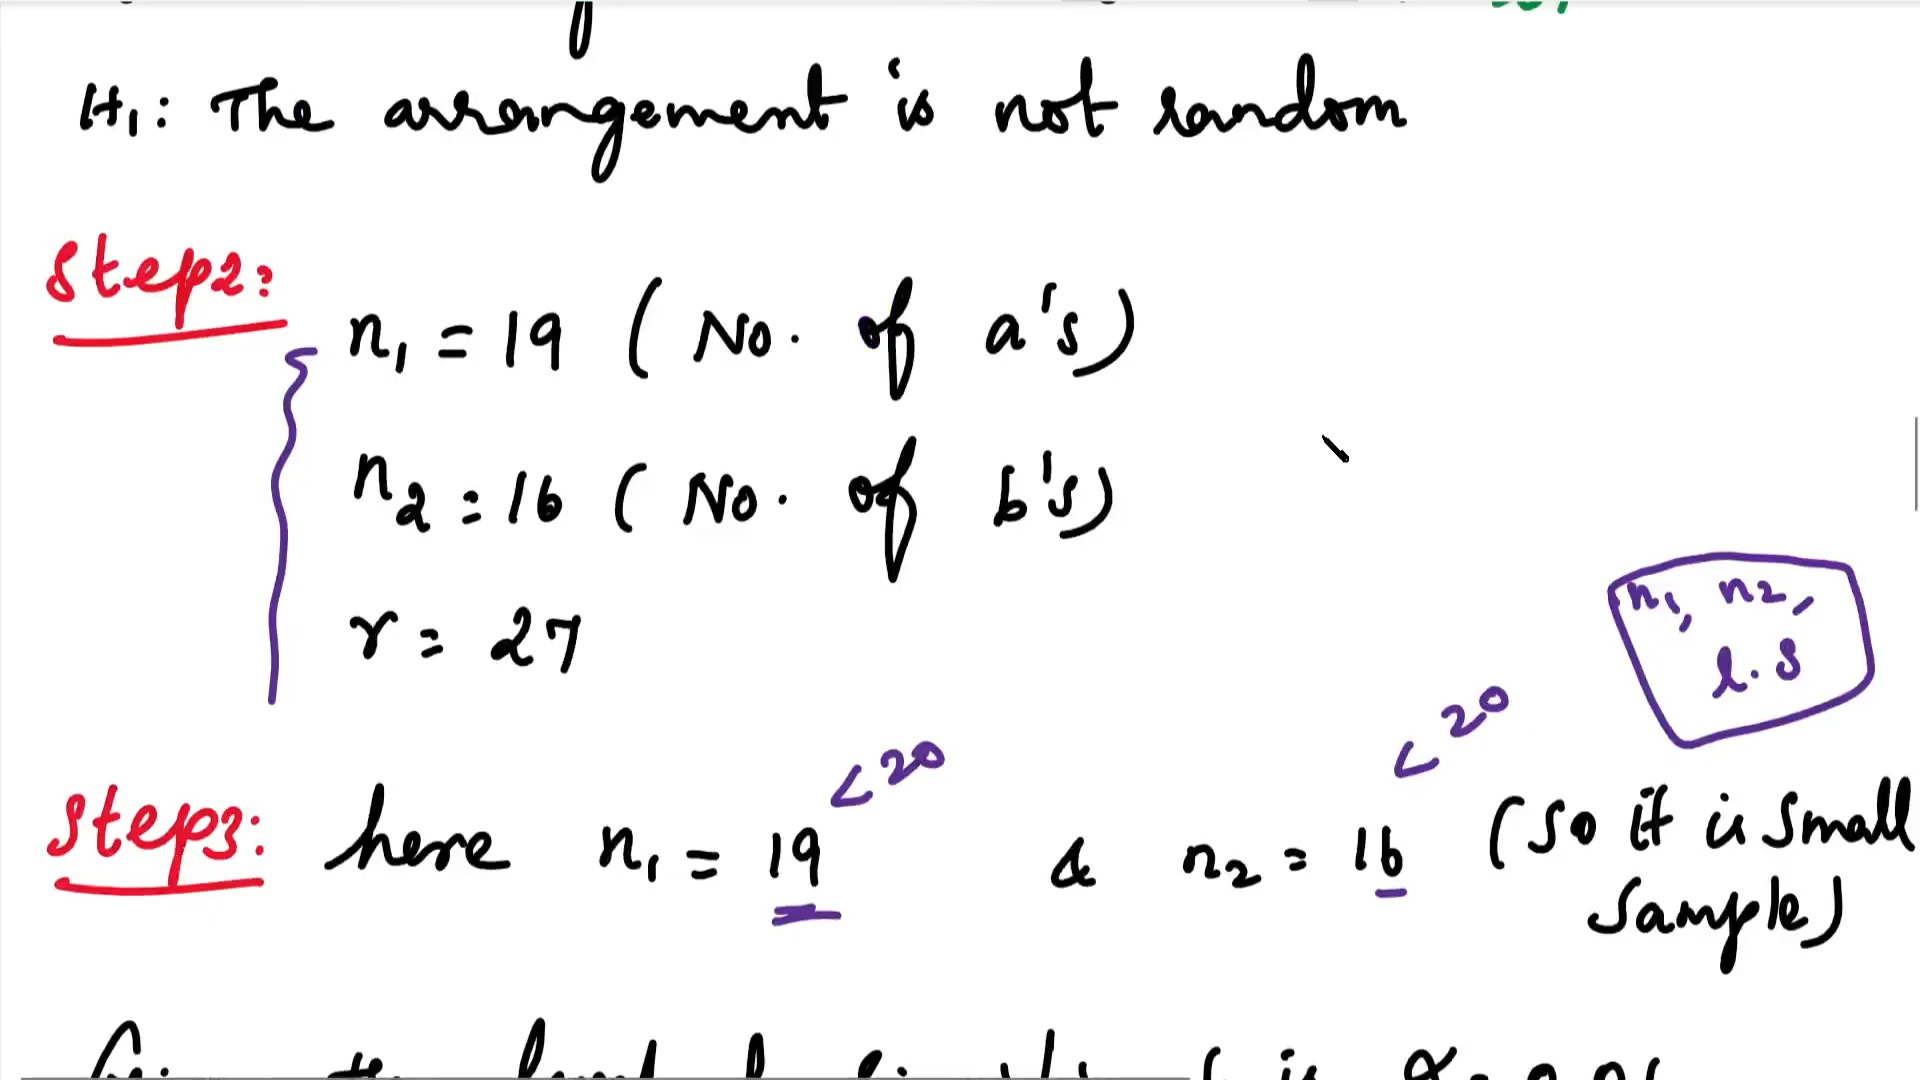 H₁: The arrangement is not random
Step2:
n₁ = 19 ( No. of a's)
n₂ = 16 ( No. of b's)
r = 27
n₁, n₂,
l.s
<20 <20
Step3: here n₁ = 19 & n₂ = 16 (So it is small
Sample)